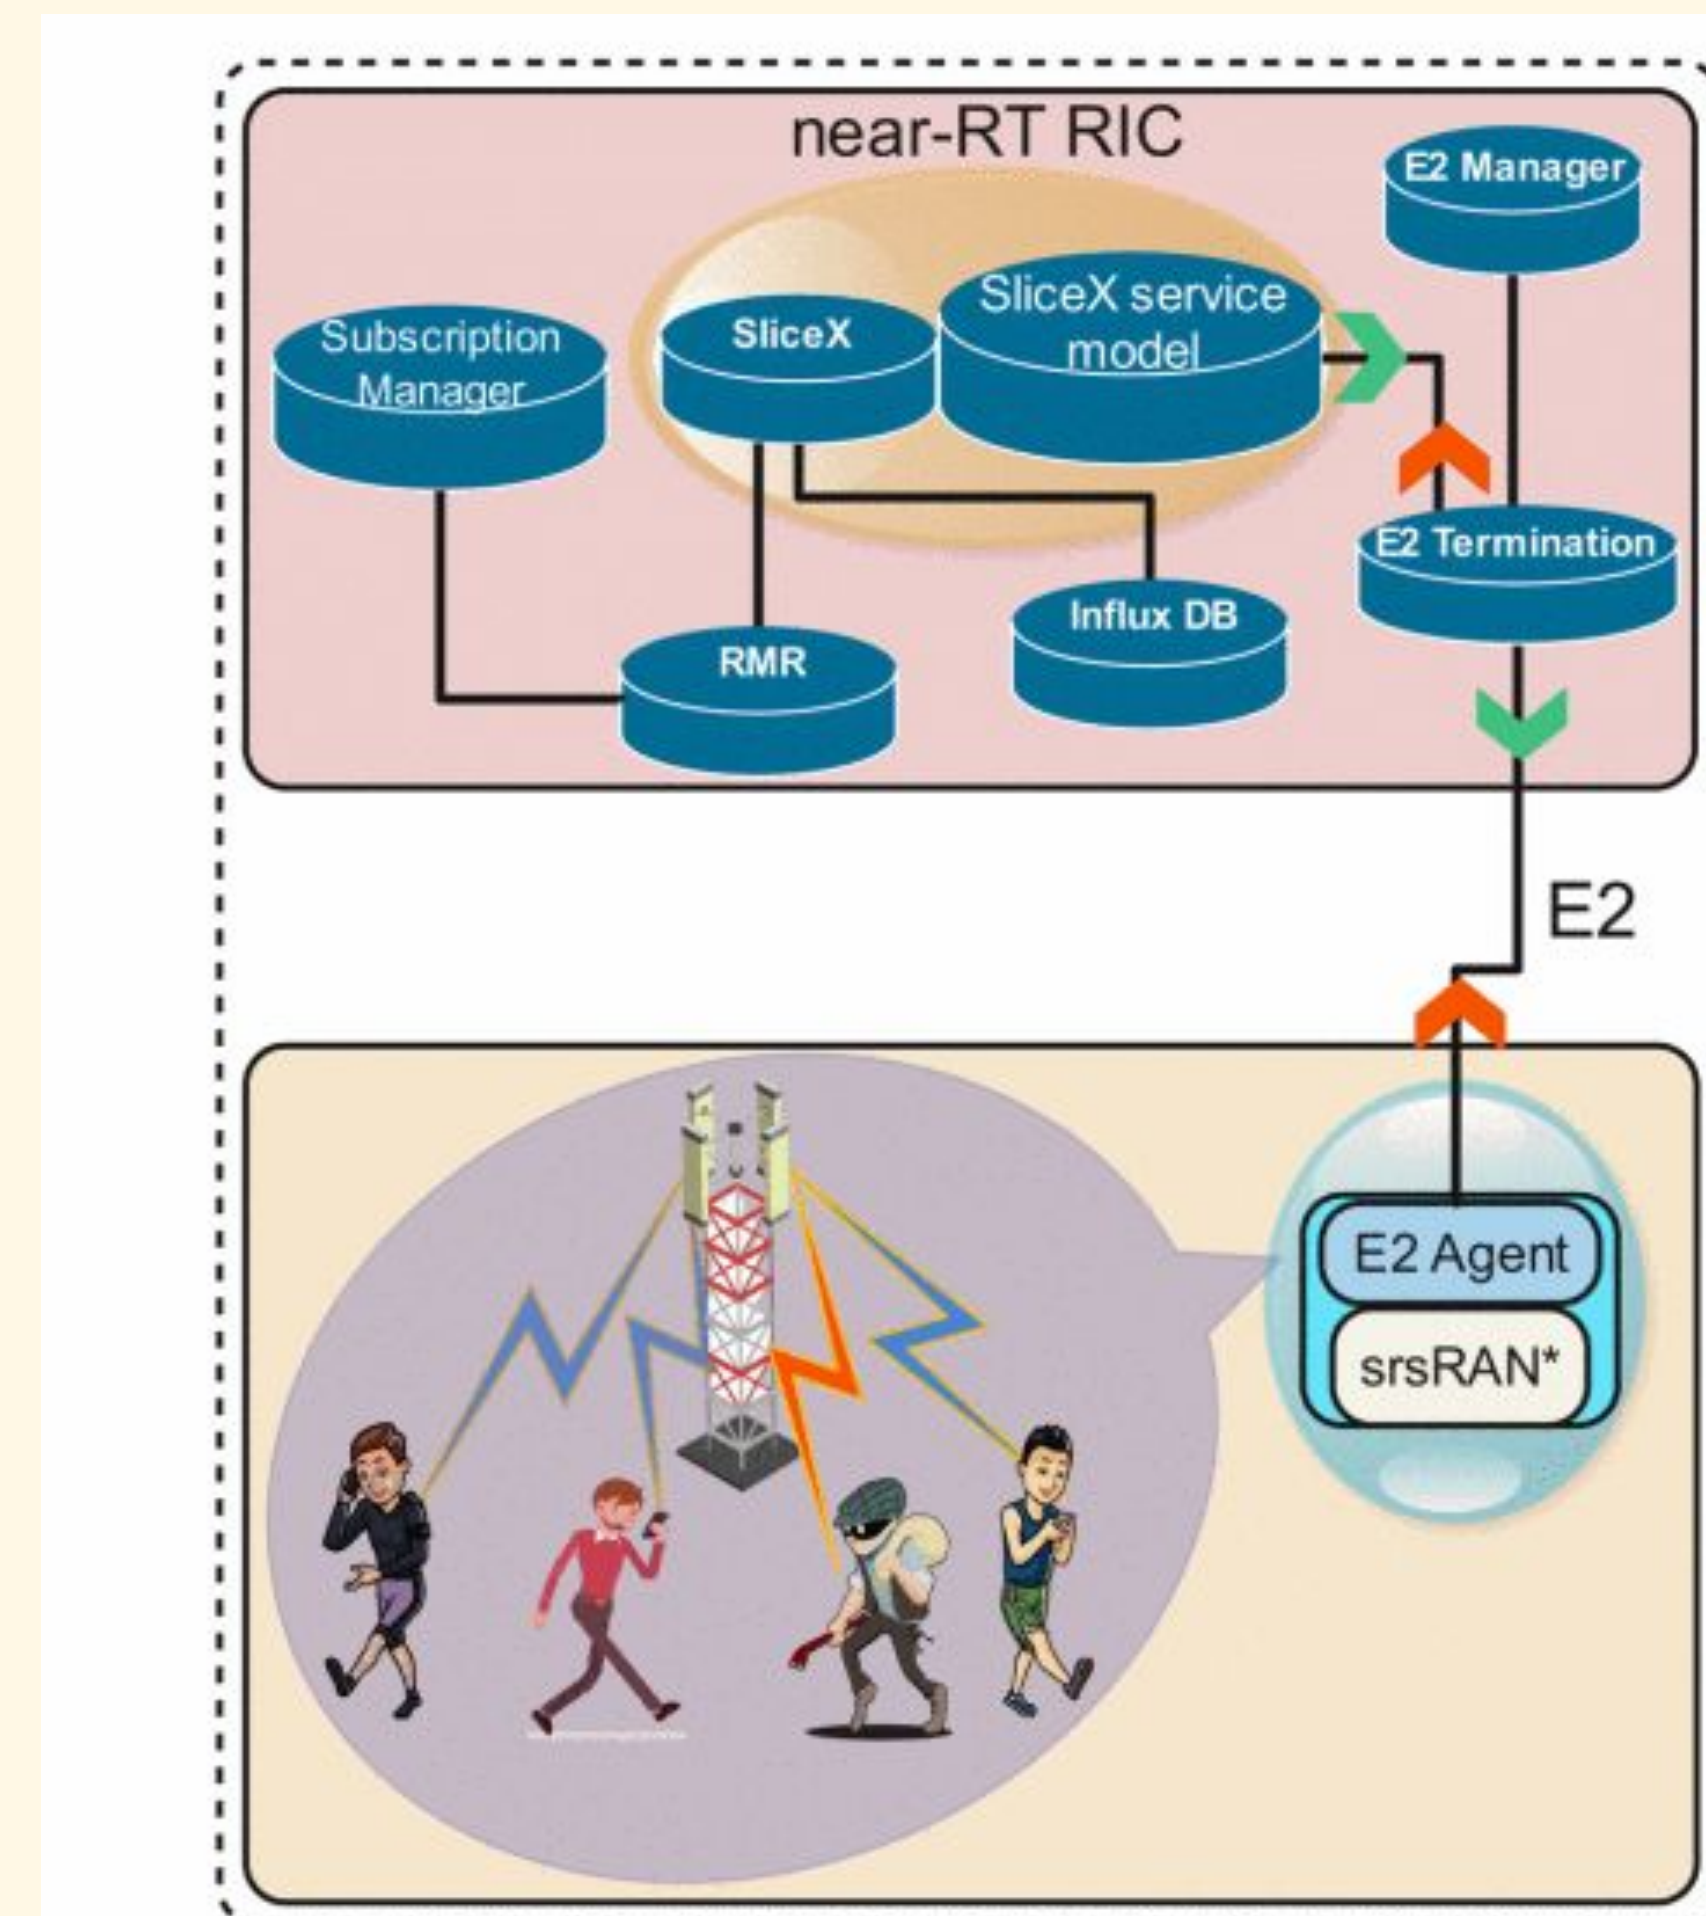 near-RT RIC
E2 Manager
SliceX service
model
SliceX
Subscription
Manager
E2 Termination
Influx DB
RMR
E2
E2 Agent
srsRAN*